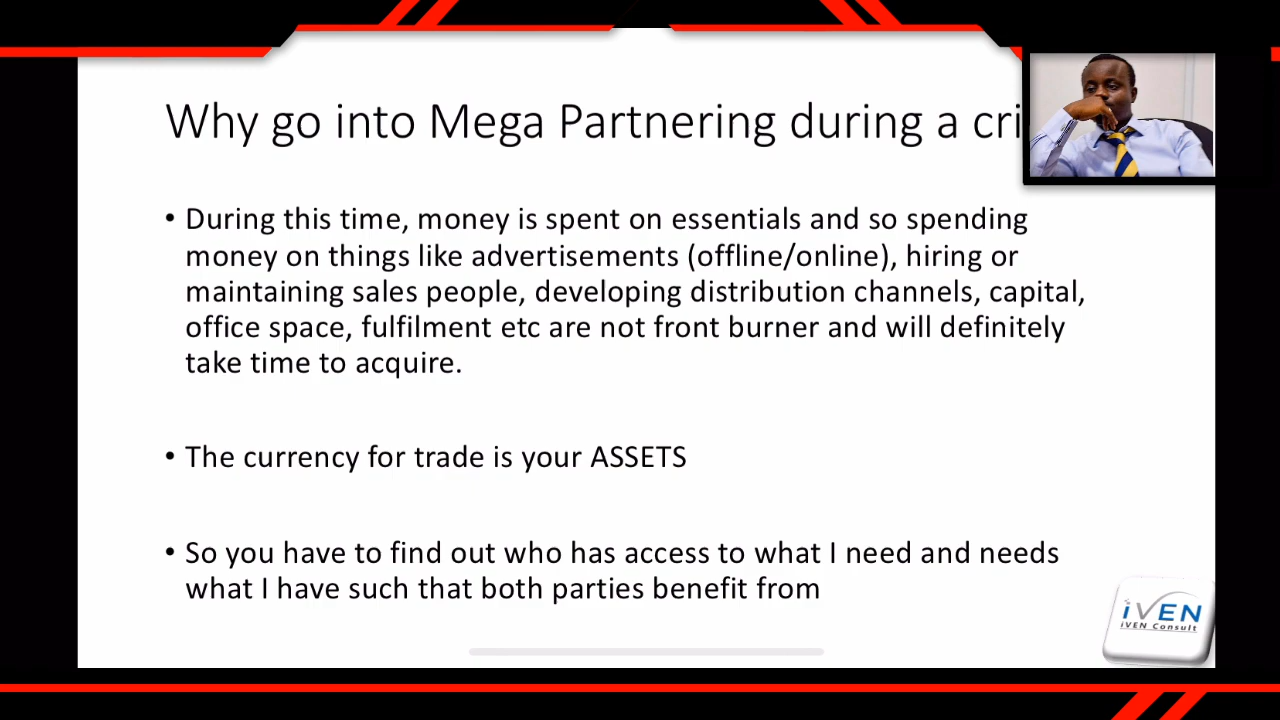 Why go into Mega Partnering during a cri
• During this time, money is spent on essentials and so spending
money on things like advertisements (offline/online), hiring or
maintaining sales people, developing distribution channels, capital,
office space, fulfilment etc are not front burner and will definitely
take time to acquire.
• The currency for trade is your ASSETS
• So you have to find out who has access to what I need and needs
what I have such that both parties benefit from
iVEN
iVEN Consult